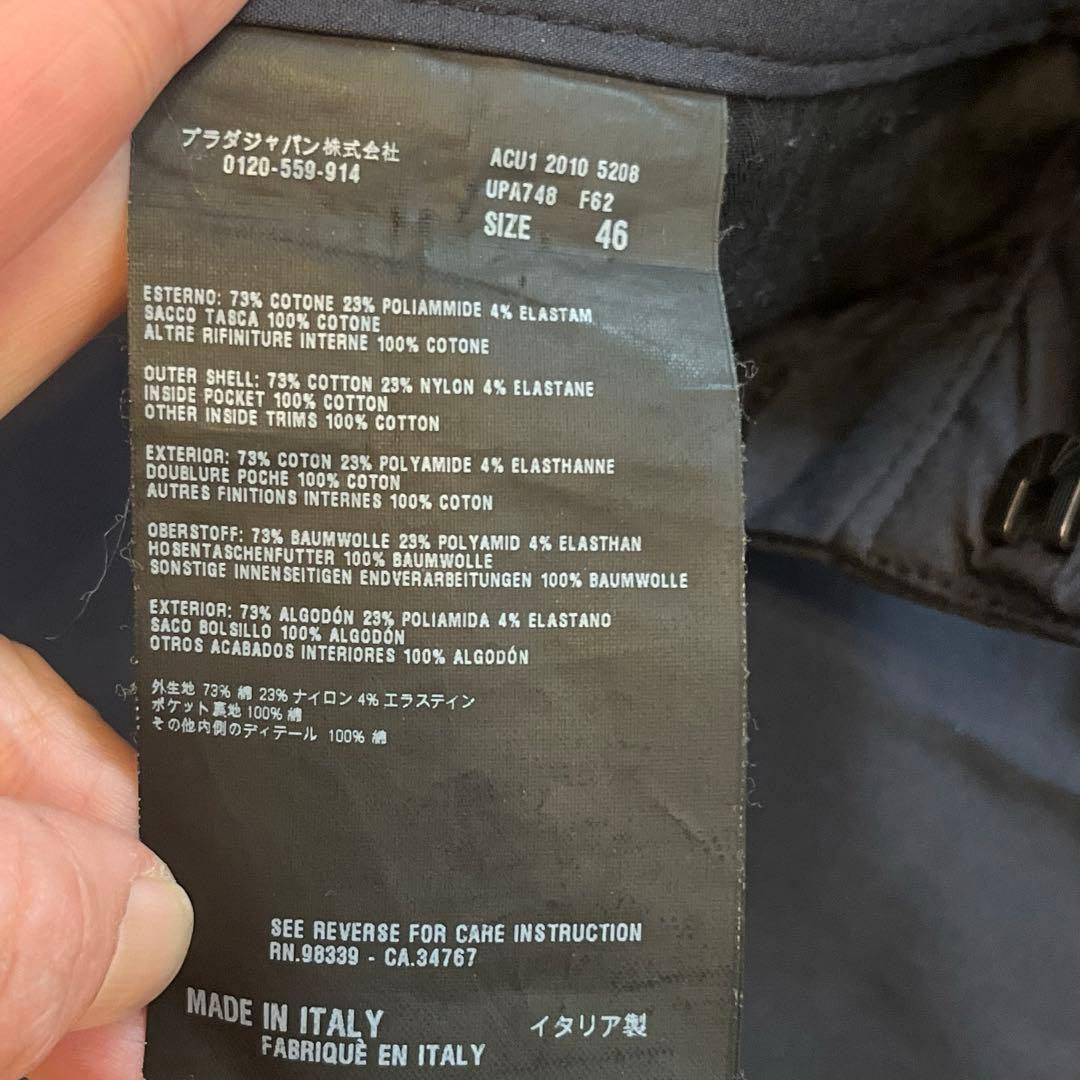 プラダジャパン株式会社
0120-559-914
ACU1 2010 5208
UPA748 F62
SIZE 46
ESTERNO: 73% COTONE 23% POLIAMMIDE 4% ELASTAM
SACCO TASCA 100% COTONE
ALTRE RIFINITURE INTERNE 100% COTONE
OUTER SHELL: 73% COTTON 23% NYLON 4% ELASTANE
INSIDE POCKET 100% COTTON
OTHER INSIDE TRIMS 100% COTTON
EXTERIOR: 73% COTON 23% POLYAMIDE 4% ELASTHANNE
DOUBLURE POCHE 100% COTON
AUTRES FINITIONS INTERNES 100% COTON
OBERSTOFF: 73% BAUMWOLLE 23% POLYAMID 4% ELASTHAN
HOSENTASCHENFUTTER 100% BAUMWOLLE
SONSTIGE INNENSEITIGEN ENDVERARBEITUNGEN 100% BAUMWOLLE
EXTERIOR: 73% ALGODÓN 23% POLIAMIDA 4% ELASTANO
SACO BOLSILLO 100% ALGODÓN
OTROS ACABADOS INTERIORES 100% ALGODÓN
外生地 73% 綿 23% ナイロン 4% エラステイン
ポケット裏地 100% 綿
その他内側のディテール 100% 綿
SEE REVERSE FOR CARE INSTRUCTION
RN.98339 - CA.34767
MADE IN ITALY
イタリア製
FABRIQUÈ EN ITALY